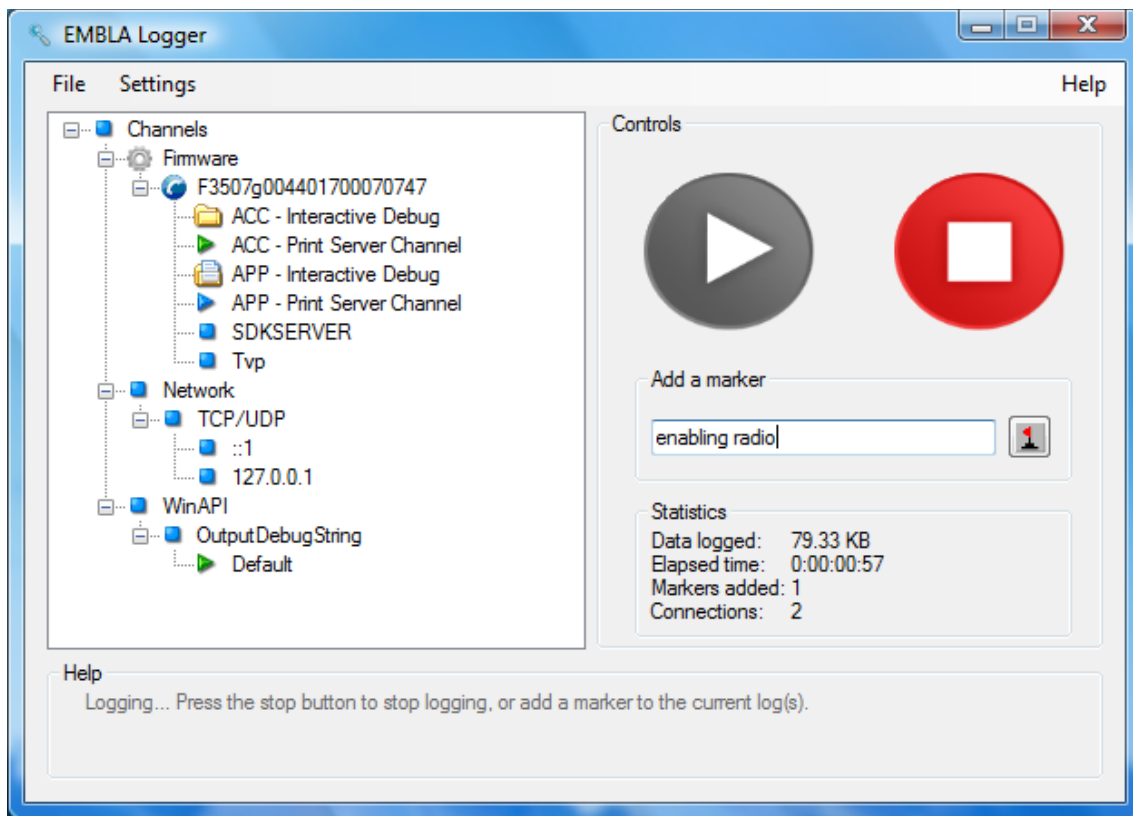 EMBLA Logger
File Settings Help
Channels
Firmware
F3507g004401700070747
ACC - Interactive Debug
ACC - Print Server Channel
APP - Interactive Debug
APP - Print Server Channel
SDKSERVER
Tvp
Network
TCP/UDP
::1
127.0.0.1
WinAPI
OutputDebugString
Default
Controls
Add a marker
enabling radio
Statistics
Data logged: 79.33 KB
Elapsed time: 0:00:00:57
Markers added: 1
Connections: 2
Help
Logging... Press the stop button to stop logging, or add a marker to the current log(s).